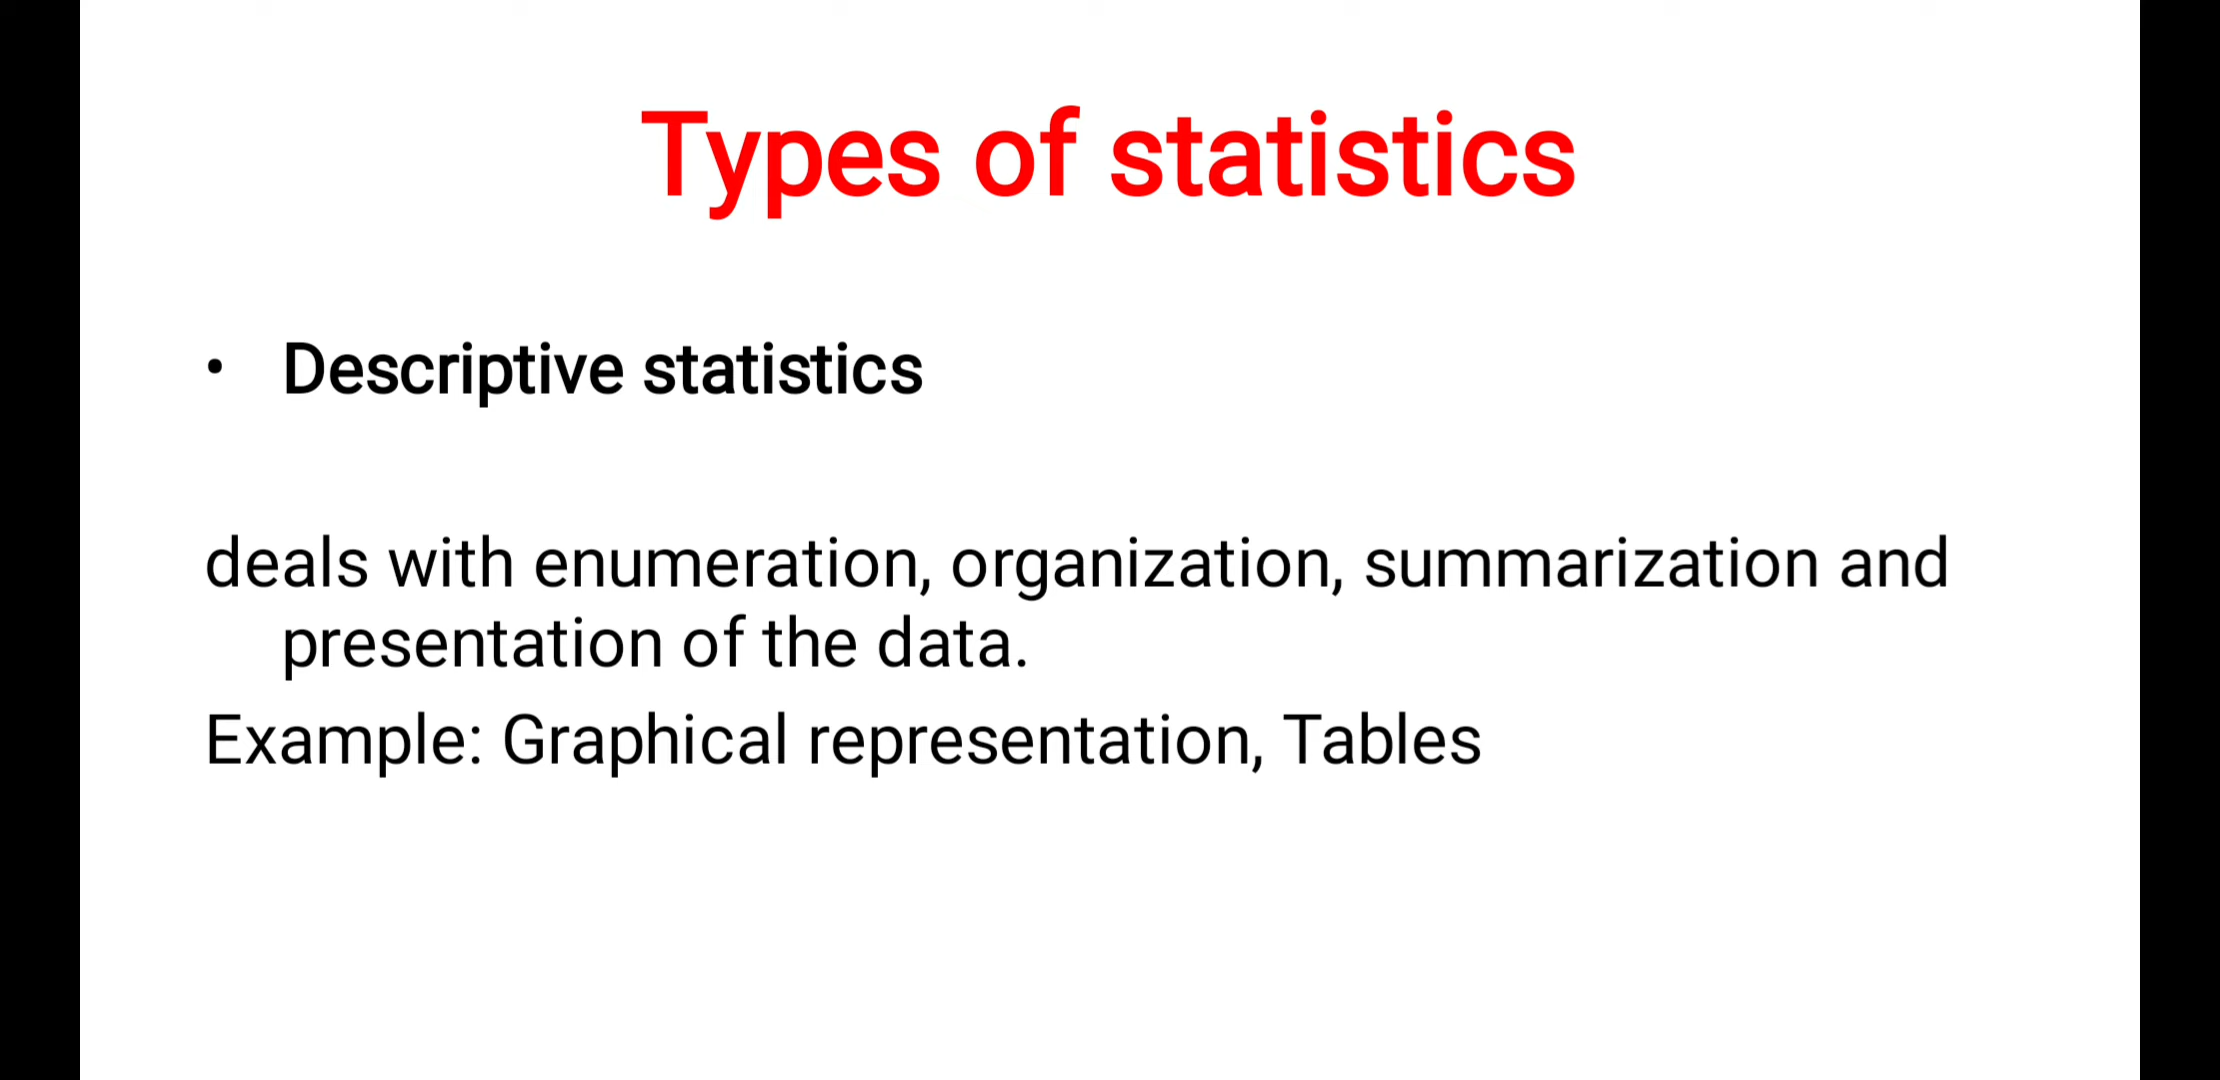 Types of statistics
• Descriptive statistics
deals with enumeration, organization, summarization and
presentation of the data.
Example: Graphical representation, Tables